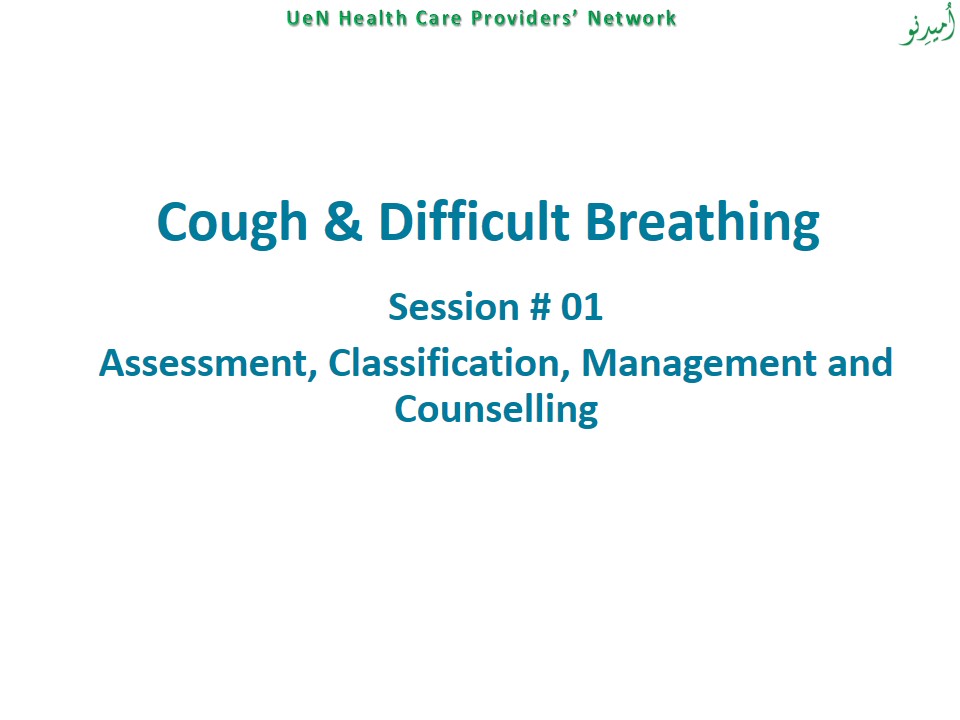 UeN Health Care Providers’ Network
اُمیدِنو
Cough & Difficult Breathing
Session # 01
Assessment, Classification, Management and
Counselling